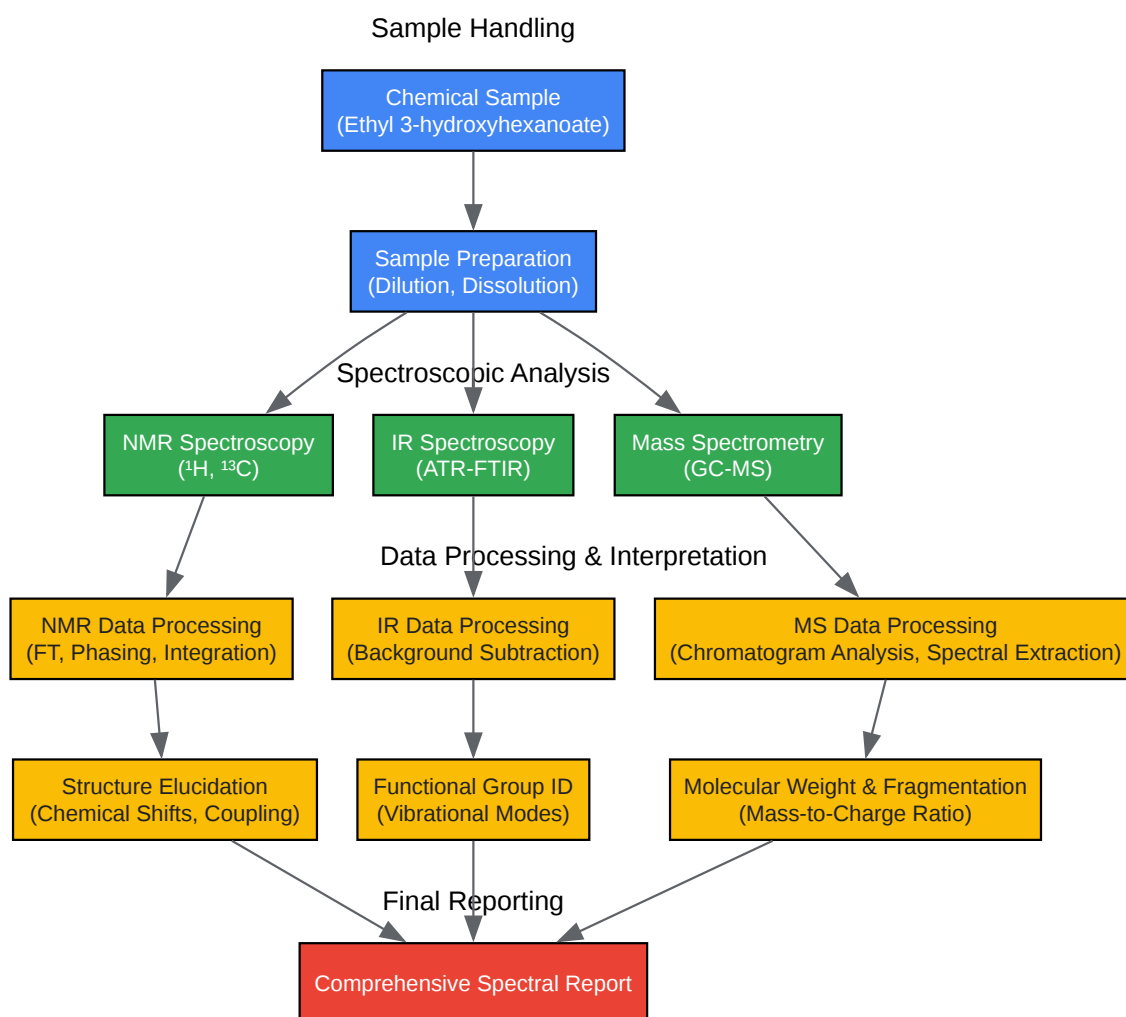 Sample Handling
Chemical Sample
(Ethyl 3-hydroxyhexanoate)
Sample Preparation
(Dilution, Dissolution)
Spectroscopic Analysis
NMR Spectroscopy
(¹H, ¹³C)
IR Spectroscopy
(ATR-FTIR)
Mass Spectrometry
(GC-MS)
Data Processing & Interpretation
NMR Data Processing
(FT, Phasing, Integration)
IR Data Processing
(Background Subtraction)
MS Data Processing
(Chromatogram Analysis, Spectral Extraction)
Structure Elucidation
(Chemical Shifts, Coupling)
Functional Group ID
(Vibrational Modes)
Molecular Weight & Fragmentation
(Mass-to-Charge Ratio)
Final Reporting
Comprehensive Spectral Report